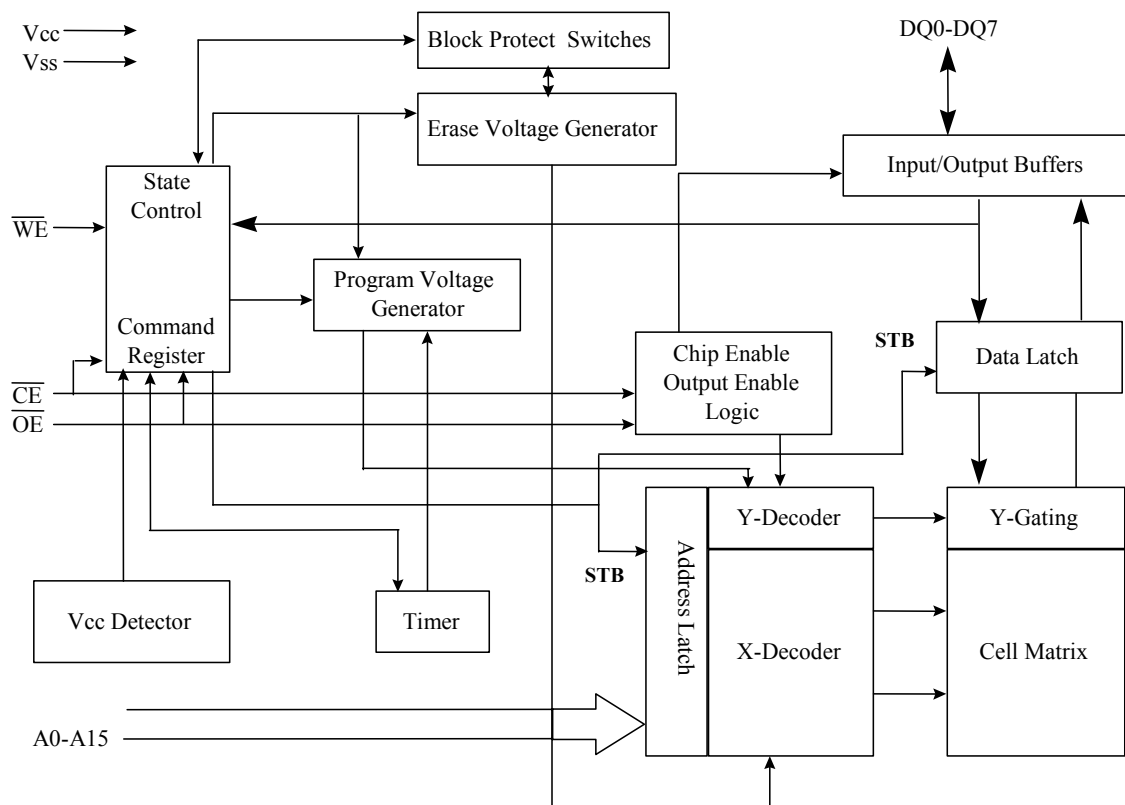 Vcc
Vss
Block Protect Switches
DQ0-DQ7
Erase Voltage Generator
Input/Output Buffers
State
Control
WE
Program Voltage
Generator
Command
Register
STB
Chip Enable
Output Enable
Logic
Data Latch
CE
OE
Y-Decoder
Y-Gating
STB
Address Latch
Vcc Detector
Timer
X-Decoder
Cell Matrix
A0-A15